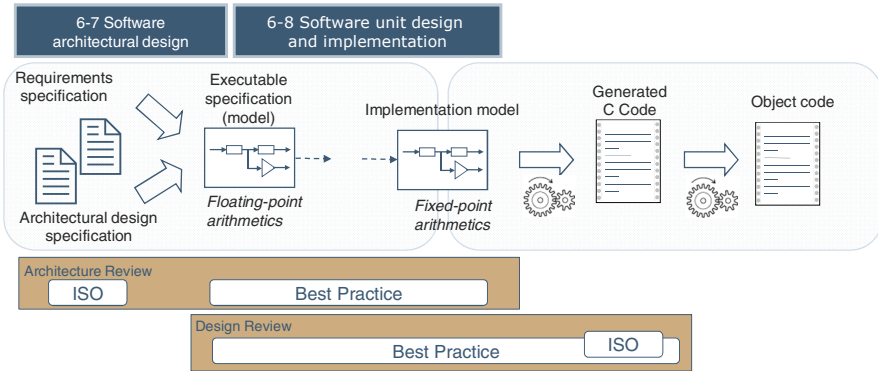 6-7 Software
architectural design
6-8 Software unit design
and implementation
Requirements
specification
Architectural design
specification
Executable
specification
(model)
Floating-point
arithmetics
Implementation model
Fixed-point
arithmetics
Generated
C Code
Object code
Architecture Review
ISO
Best Practice
Design Review
Best Practice
ISO